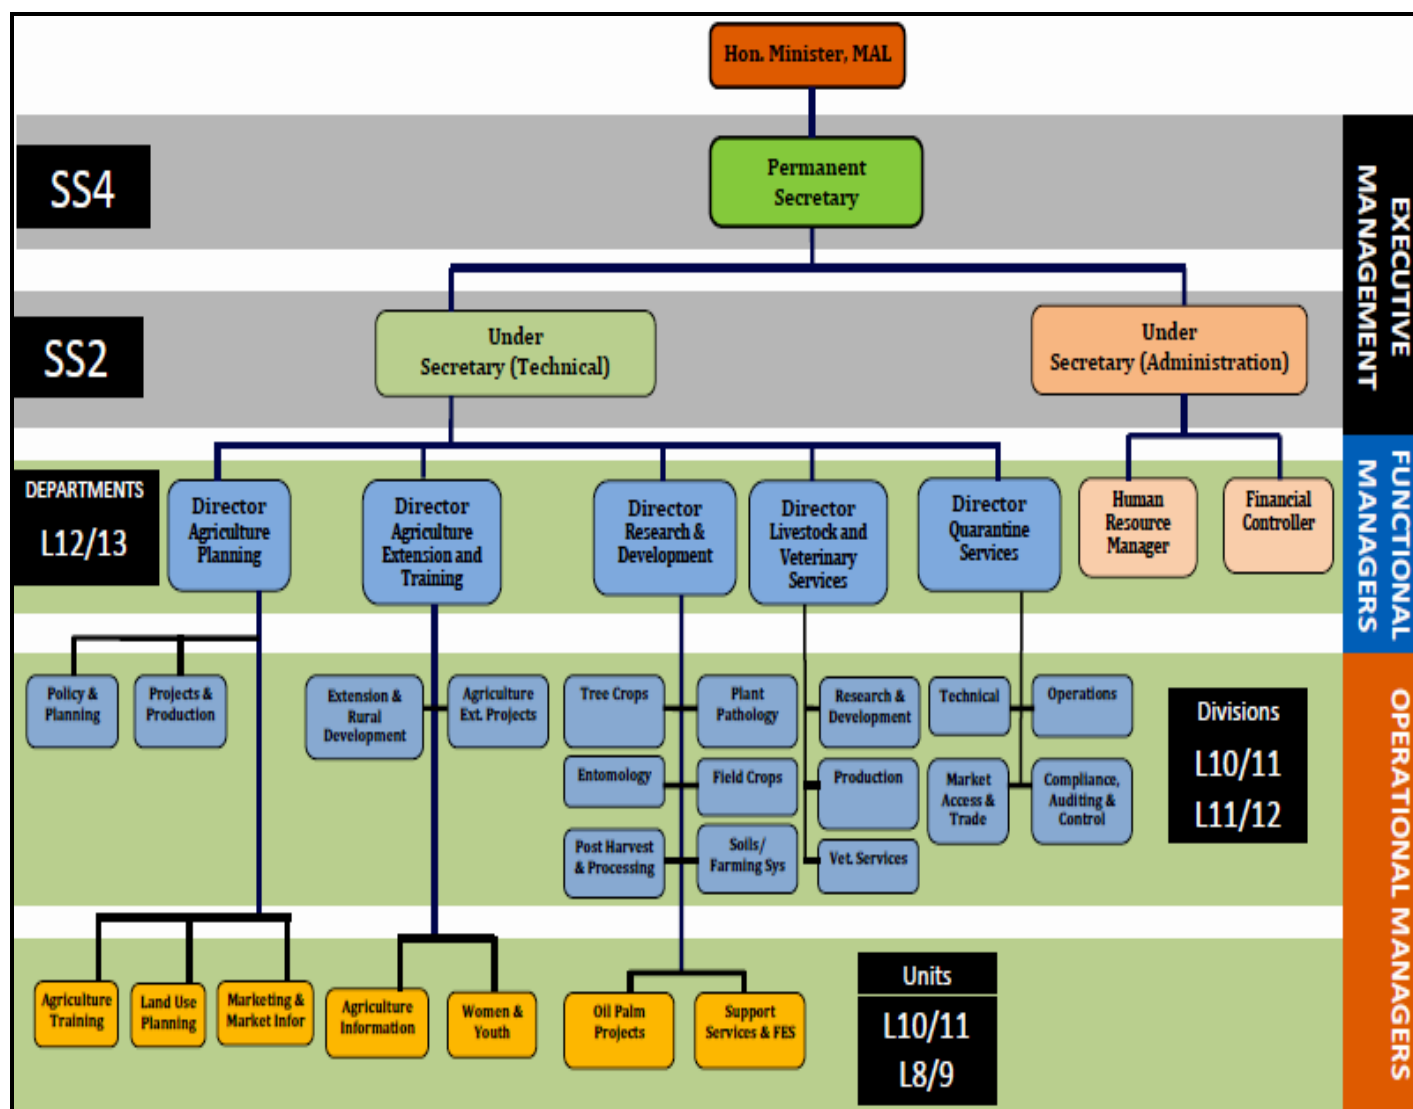 Hon. Minister, MAL
SS4
Permanent
Secretary
EXECUTIVE
MANAGEMENT
SS2
Under
Secretary (Technical)
Under
Secretary (Administration)
FUNCTIONAL
MANAGERS
DEPARTMENTS
L12/13
Director
Agriculture
Planning
Director
Agriculture
Extension and
Training
Director
Research &
Development
Director
Livestock and
Veterinary
Services
Director
Quarantine
Services
Human
Resource
Manager
Financial
Controller
OPERATIONAL MANAGERS
Policy &
Planning
Projects &
Production
Extension &
Rural
Development
Agriculture
Ext. Projects
Tree Crops
Plant
Pathology
Research &
Development
Technical
Operations
Divisions
L10/11
L11/12
Entomology
Field Crops
Production
Market
Access &
Trade
Compliance,
Auditing &
Control
Post Harvest
& Processing
Soils/
Farming Sys
Vet. Services
Agriculture
Training
Land Use
Planning
Marketing &
Market Infor
Agriculture
Information
Women &
Youth
Oil Palm
Projects
Support
Services & FES
Units
L10/11
L8/9